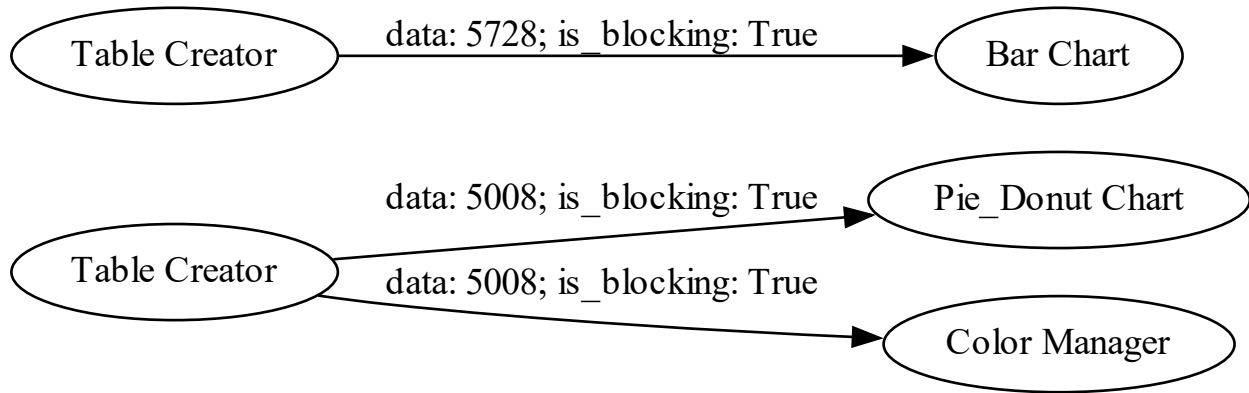 Table Creator
data: 5728; is_blocking: True
Bar Chart
Table Creator
data: 5008; is_blocking: True
Pie_Donut Chart
data: 5008; is_blocking: True
Color Manager